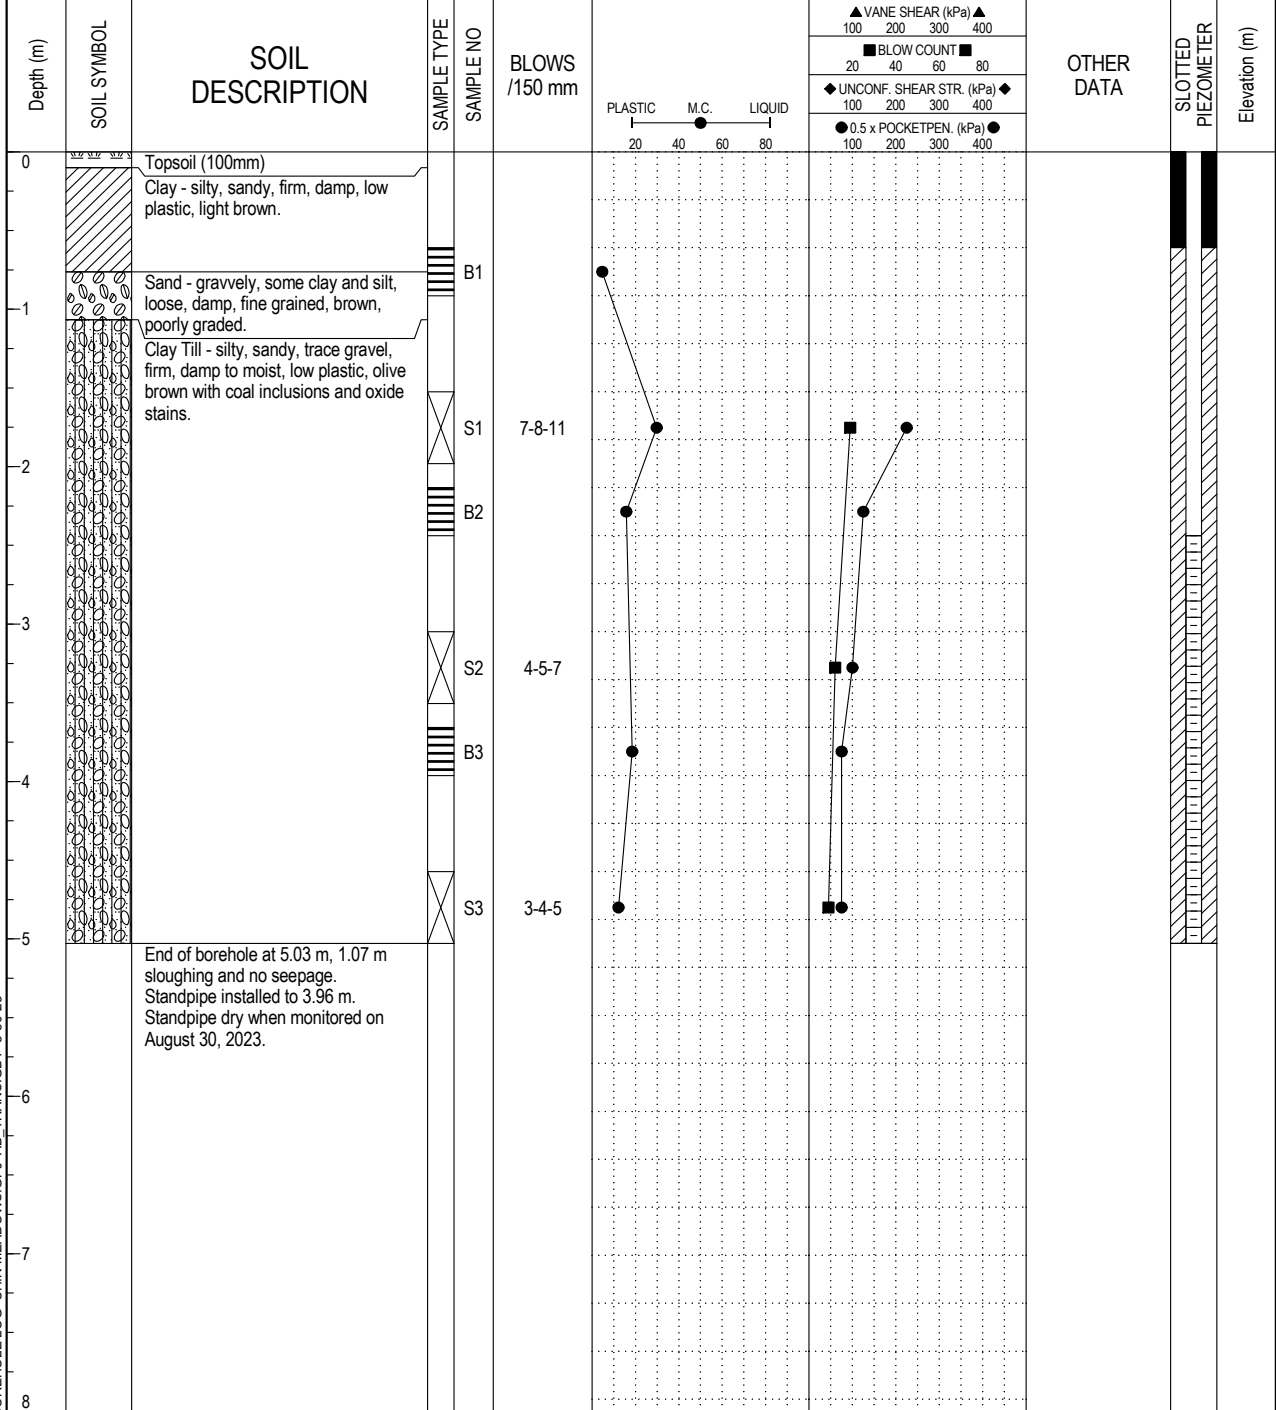 Depth (m)
SOIL SYMBOL
SOIL
DESCRIPTION
SAMPLE TYPE
SAMPLE NO
BLOWS
/150 mm
PLASTIC M.C. LIQUID
20 40 60 80
▲ VANE SHEAR (kPa) ▲
100 200 300 400
■ BLOW COUNT ■
20 40 60 80
◆ UNCONF. SHEAR STR. (kPa) ◆
100 200 300 400
● 0.5 x POCKETPEN. (kPa) ●
100 200 300 400
OTHER
DATA
SLOTTED
PIEZOMETER
Elevation (m)
0
Topsoil (100mm)
Clay - silty, sandy, firm, damp, low
plastic, light brown.
B1
Sand - gravvely, some clay and silt,
loose, damp, fine grained, brown,
poorly graded.
1
Clay Till - silty, sandy, trace gravel,
firm, damp to moist, low plastic, olive
brown with coal inclusions and oxide
stains.
S1 7-8-11
2
B2
3
S2 4-5-7
B3
4
S3 3-4-5
5
End of borehole at 5.03 m, 1.07 m
sloughing and no seepage.
Standpipe installed to 3.96 m.
Standpipe dry when monitored on
August 30, 2023.
6
7
8